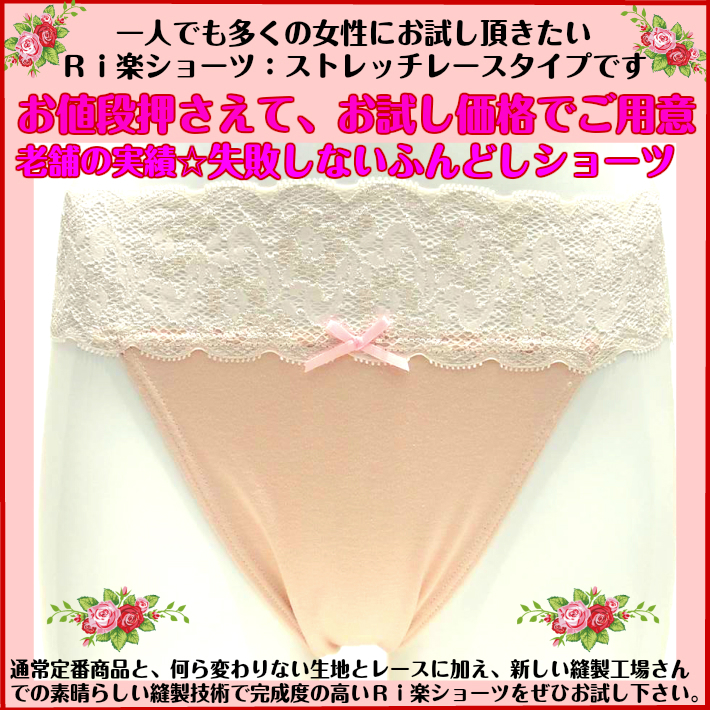 一人でも多くの女性にお試し頂きたい
Ｒｉ楽ショーツ：ストレッチレースタイプです
お値段押さえて、お試し価格でご用意
老舗の実績☆失敗しないふんどしショーツ
通常定番商品と、何ら変わりない生地とレースに加え、新しい縫製工場さん
での素晴らしい縫製技術で完成度の高いＲｉ楽ショーツをぜひお試し下さい。